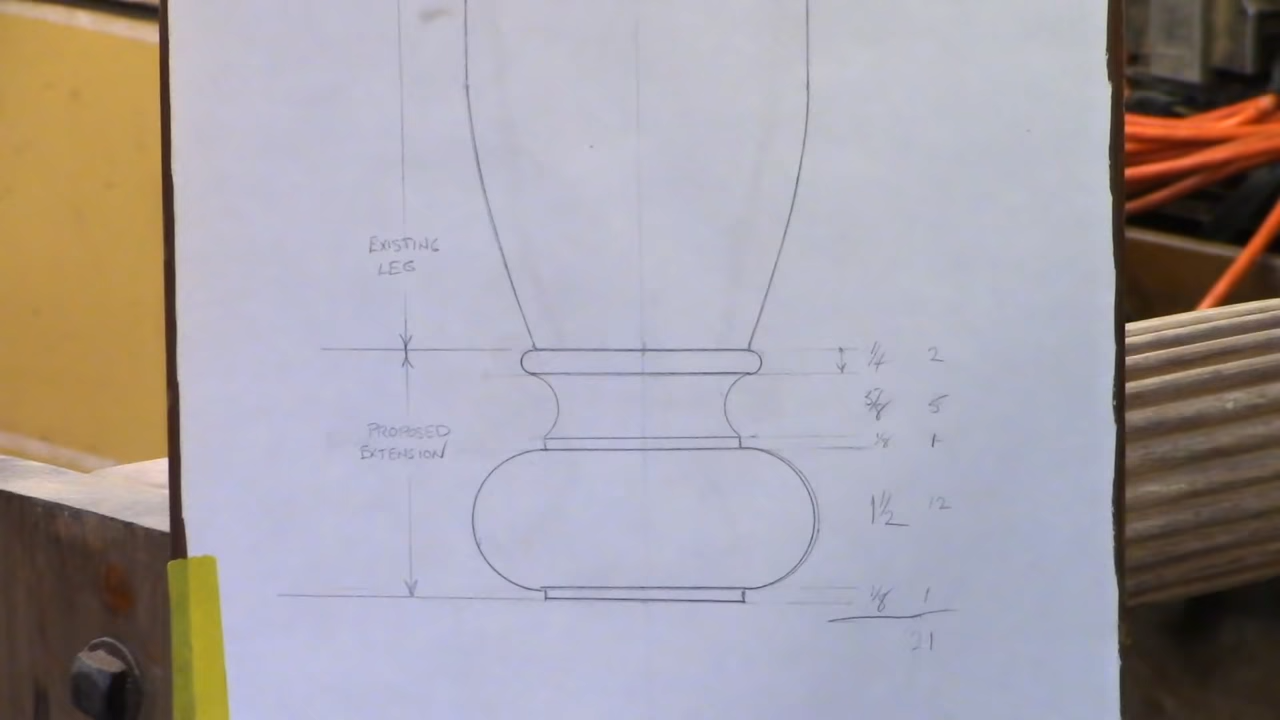 EXISTING
LEG
1/4 2
5/8 5
PROPOSED
EXTENSION
1/8 1
1 1/2 12
1/8 1
21